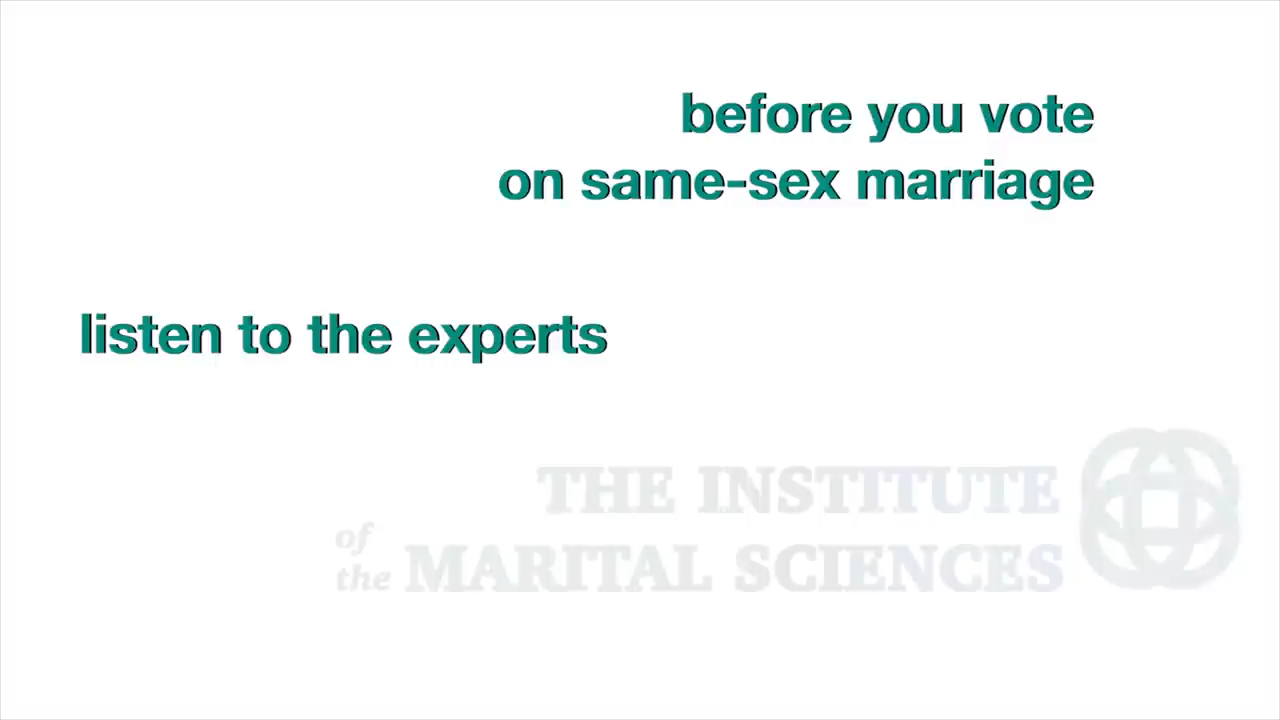 before you vote
on same-sex marriage
listen to the experts
THE INSTITUTE
of
the MARITAL SCIENCES